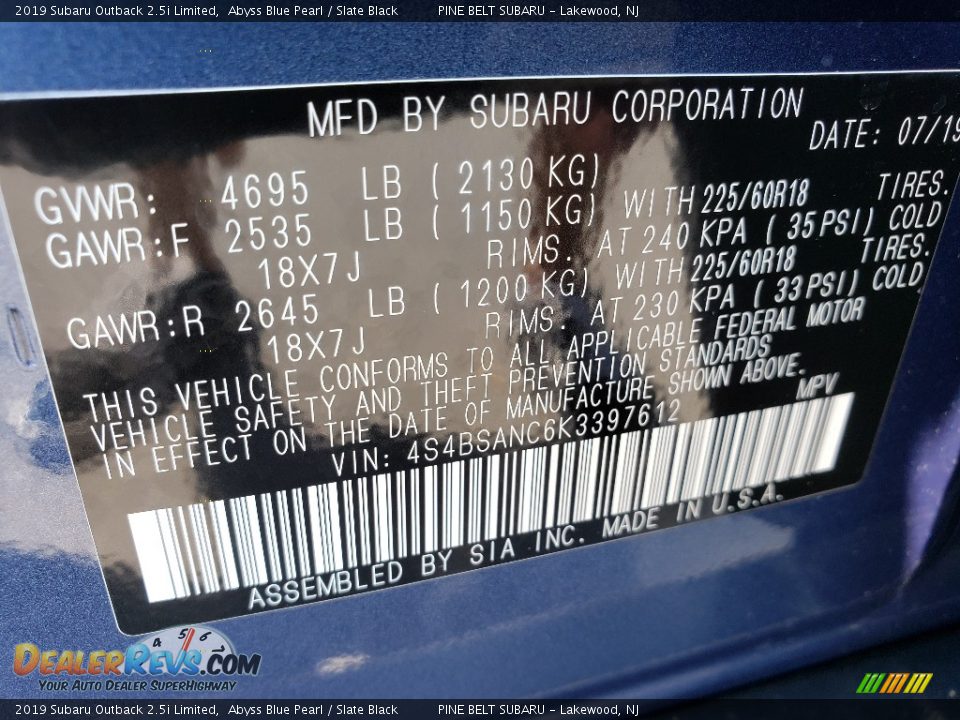 2019 Subaru Outback 2.5i Limited,  Abyss Blue Pearl / Slate Black          PINE BELT SUBARU - Lakewood, NJ
MFD BY SUBARU CORPORATION
DATE: 07/19
GVWR: 4695 LB ( 2130 KG)
GAWR:F 2535 LB ( 1150 KG) WITH 225/60R18 TIRES.
18X7J RIMS. AT 240 KPA ( 35PSI) COLD
GAWR:R 2645 LB ( 1200 KG) WITH 225/60R18 TIRES.
18X7J RIMS. AT 230 KPA ( 33PSI) COLD
THIS VEHICLE CONFORMS TO ALL APPLICABLE FEDERAL MOTOR
VEHICLE SAFETY AND THEFT PREVENTION STANDARDS
IN EFFECT ON THE DATE OF MANUFACTURE SHOWN ABOVE.
VIN: 4S4BSANC6K3397612 MPV
ASSEMBLED BY SIA INC. MADE IN U.S.A.
4 5 6
DEALERREVS.COM
YOUR AUTO DEALER SUPERHIGHWAY
2019 Subaru Outback 2.5i Limited,  Abyss Blue Pearl / Slate Black          PINE BELT SUBARU - Lakewood, NJ